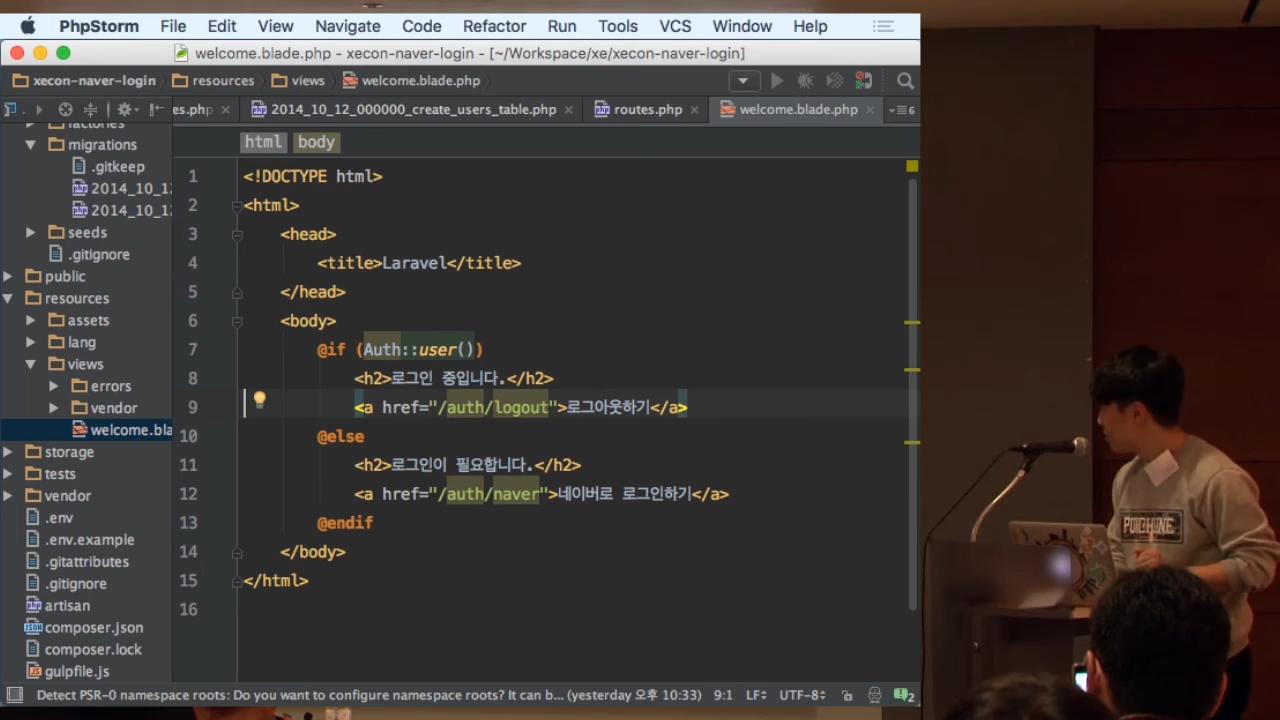 PhpStorm File Edit View Navigate Code Refactor Run Tools VCS Window Help
welcome.blade.php - xecon-naver-login - [~/Workspace/xe/xecon-naver-login]
xecon-naver-login resources views welcome.blade.php
es.php 2014_10_12_000000_create_users_table.php routes.php welcome.blade.php 6
html body
factories
migrations
.gitkeep
2014_10_12
2014_10_12
seeds
.gitignore
public
resources
assets
lang
views
errors
vendor
welcome.bla
storage
tests
vendor
.env
.env.example
.gitattributes
.gitignore
artisan
composer.json
composer.lock
gulpfile.js
1 <!DOCTYPE html>
2 <html>
3 <head>
4 <title>Laravel</title>
5 </head>
6 <body>
7 @if (Auth::user())
8 <h2>로그인 중입니다.</h2>
9 <a href="/auth/logout">로그아웃하기</a>
10 @else
11 <h2>로그인이 필요합니다.</h2>
12 <a href="/auth/naver">네이버로 로그인하기</a>
13 @endif
14 </body>
15 </html>
16
Detect PSR-0 namespace roots: Do you want to configure namespace roots? It can b... (yesterday 오후 10:33) 9:1 LF UTF-8 2